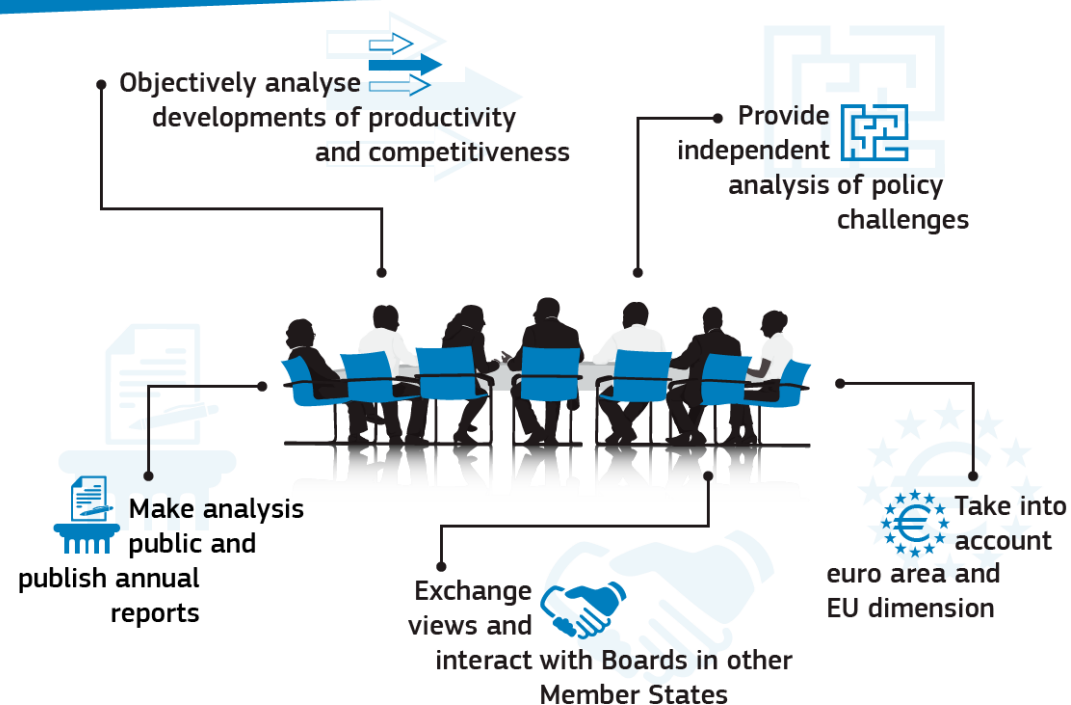 Objectively analyse
developments of productivity
and competitiveness
Provide
independent
analysis of policy
challenges
Make analysis
public and
publish annual
reports
Exchange
views and
interact with Boards in other
Member States
Take into
account
euro area and
EU dimension